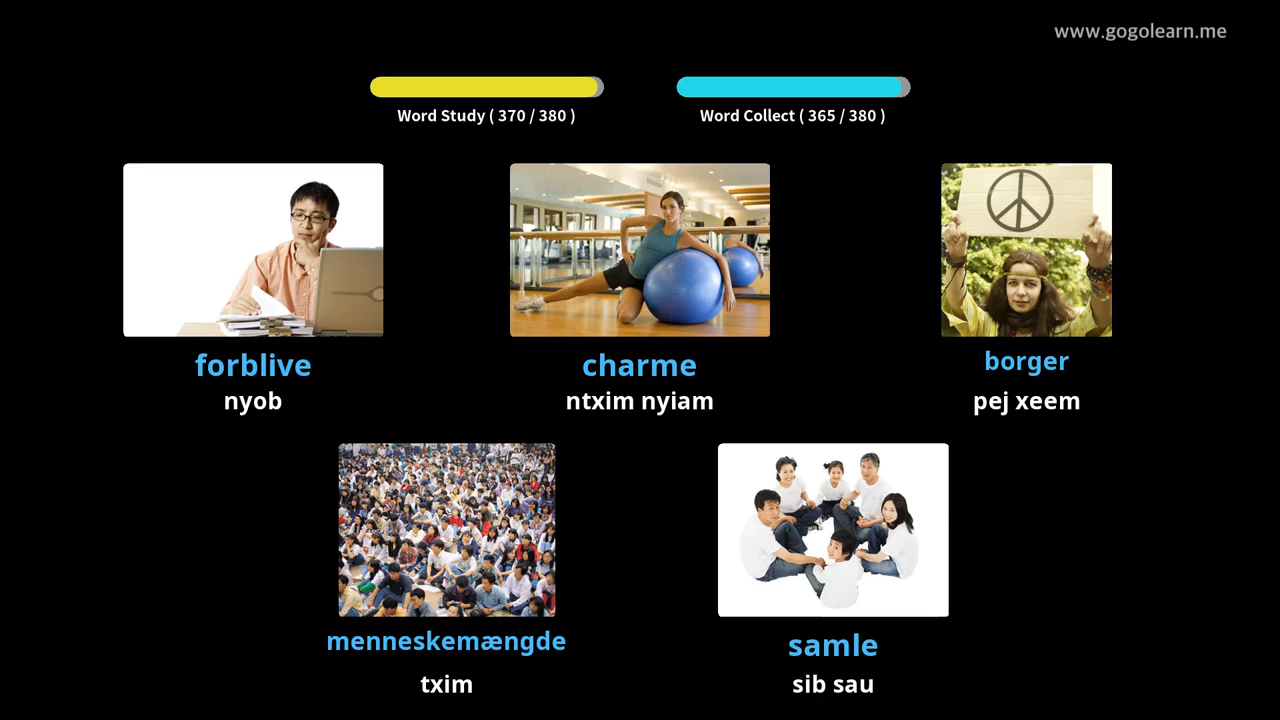 www.gogolearn.me
Word Study ( 370 / 380 )
Word Collect ( 365 / 380 )
forblive
charme
borger
nyob
ntxim nyiam
pej xeem
menneskemængde
samle
txim
sib sau